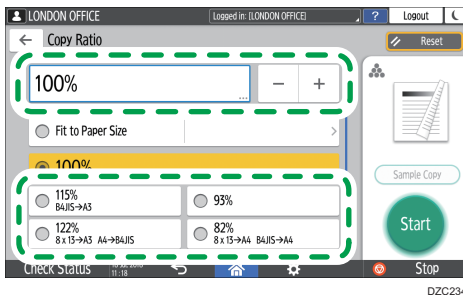 LONDON OFFICE
Logged in: [LONDON OFFICE]
?
Logout
Copy Ratio
Reset
100%
...
− +
Fit to Paper Size
>
100%
Sample Copy
115%
B4JIS→A3
93%
122%
8 x 13→A3 A4→B4JIS
82%
8 x 13→A4 B4JIS→A4
Start
Check Status
11:18
Stop
DZC234